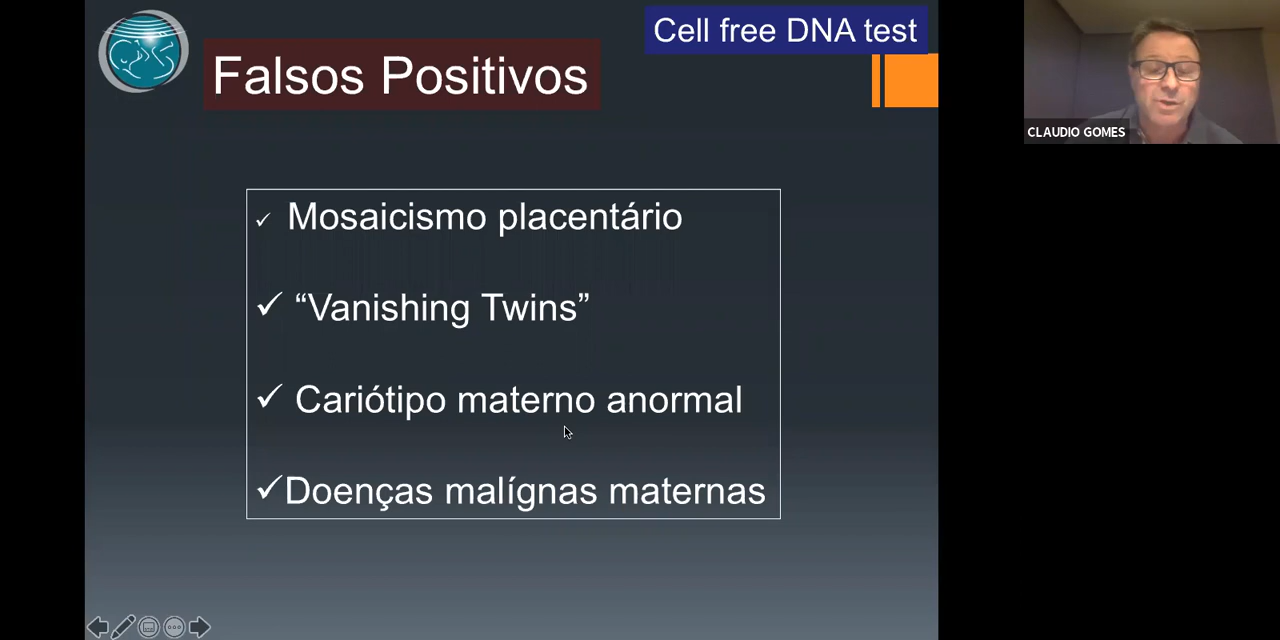 Cell free DNA test
Falsos Positivos
CLAUDIO GOMES
✓ Mosaicismo placentário
✓ “Vanishing Twins”
✓ Cariótipo materno anormal
✓Doenças malígnas maternas